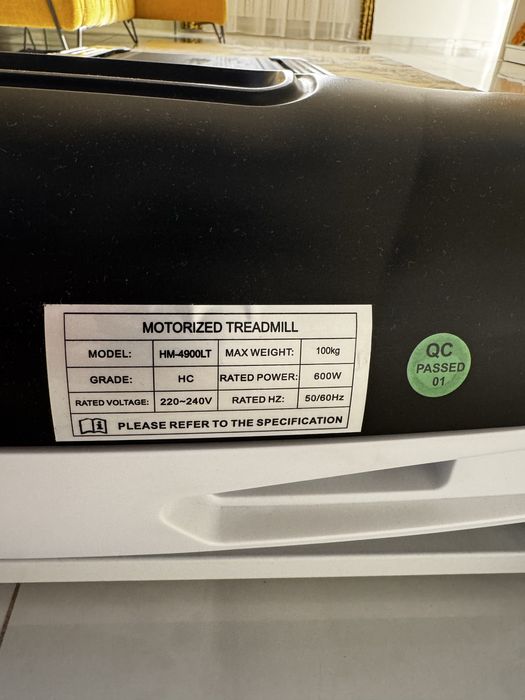 MOTORIZED TREADMILL
MODEL: HM-4900LT MAX WEIGHT: 100kg
GRADE: HC RATED POWER: 600W
RATED VOLTAGE: 220~240V RATED HZ: 50/60Hz
PLEASE REFER TO THE SPECIFICATION
QC
PASSED
01